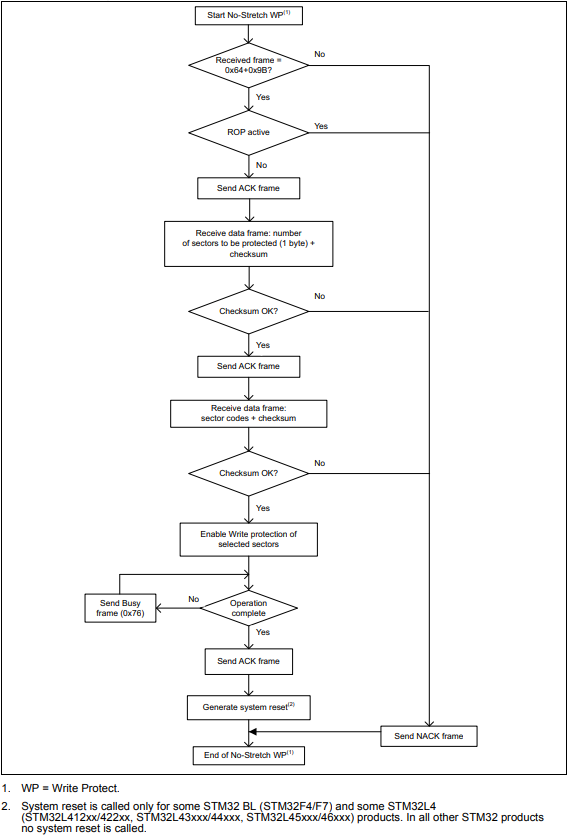 Start No-Stretch WP(1)
Received frame =
0x64+0x9B?
No
Yes
ROP active
Yes
No
Send ACK frame
Receive data frame: number
of sectors to be protected (1 byte) +
checksum
Checksum OK?
No
Yes
Send ACK frame
Receive data frame:
sector codes + checksum
Checksum OK?
No
Yes
Enable Write protection of
selected sectors
Send Busy
frame (0x76)
No
Operation
complete
Yes
Send ACK frame
Generate system reset(2)
Send NACK frame
End of No-Stretch WP(1)
1. WP = Write Protect.
2. System reset is called only for some STM32 BL (STM32F4/F7) and some STM32L4
(STM32L412xx/422xx, STM32L43xxx/44xxx, STM32L45xxx/46xxx) products. In all other STM32 products
no system reset is called.